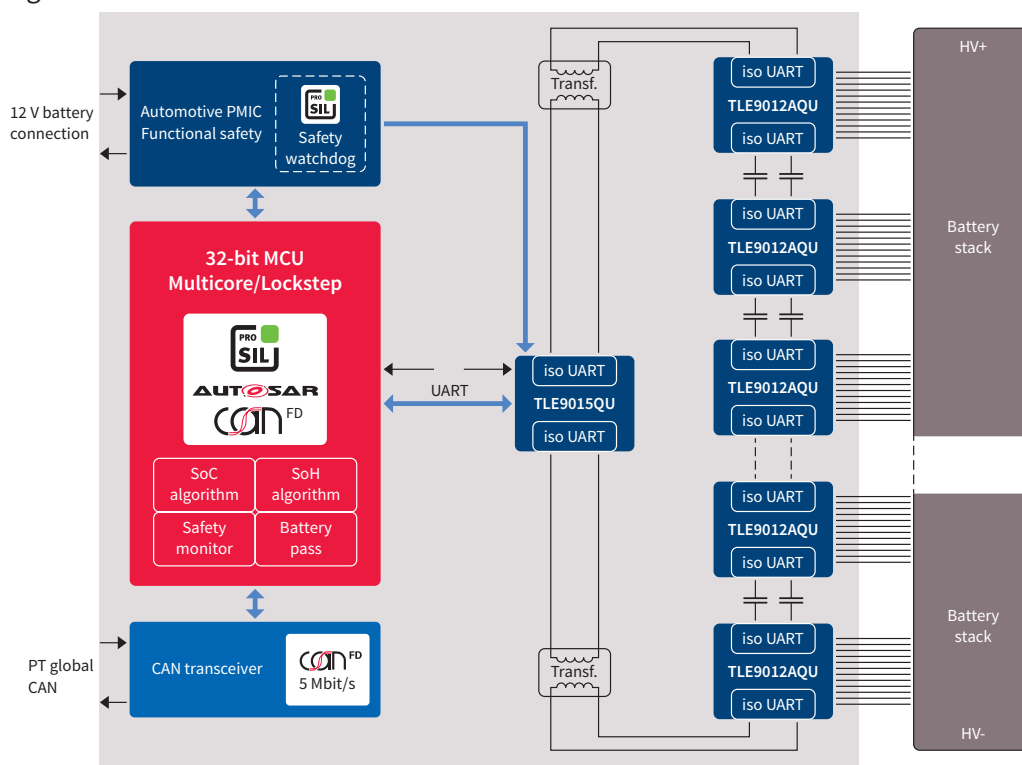 12 V battery
connection
Automotive PMIC
Functional safety
PRO
SIL
Safety
watchdog
32-bit MCU
Multicore/Lockstep
PRO
SIL
AUTOSAR
CAN FD
SoC
algorithm
SoH
algorithm
Safety
monitor
Battery
pass
PT global
CAN
CAN transceiver
CAN FD
5 Mbit/s
UART
iso UART
TLE9015QU
iso UART
Transf.
Transf.
iso UART
TLE9012AQU
iso UART
iso UART
TLE9012AQU
iso UART
iso UART
TLE9012AQU
iso UART
iso UART
TLE9012AQU
iso UART
iso UART
TLE9012AQU
iso UART
HV+
Battery
stack
Battery
stack
HV-